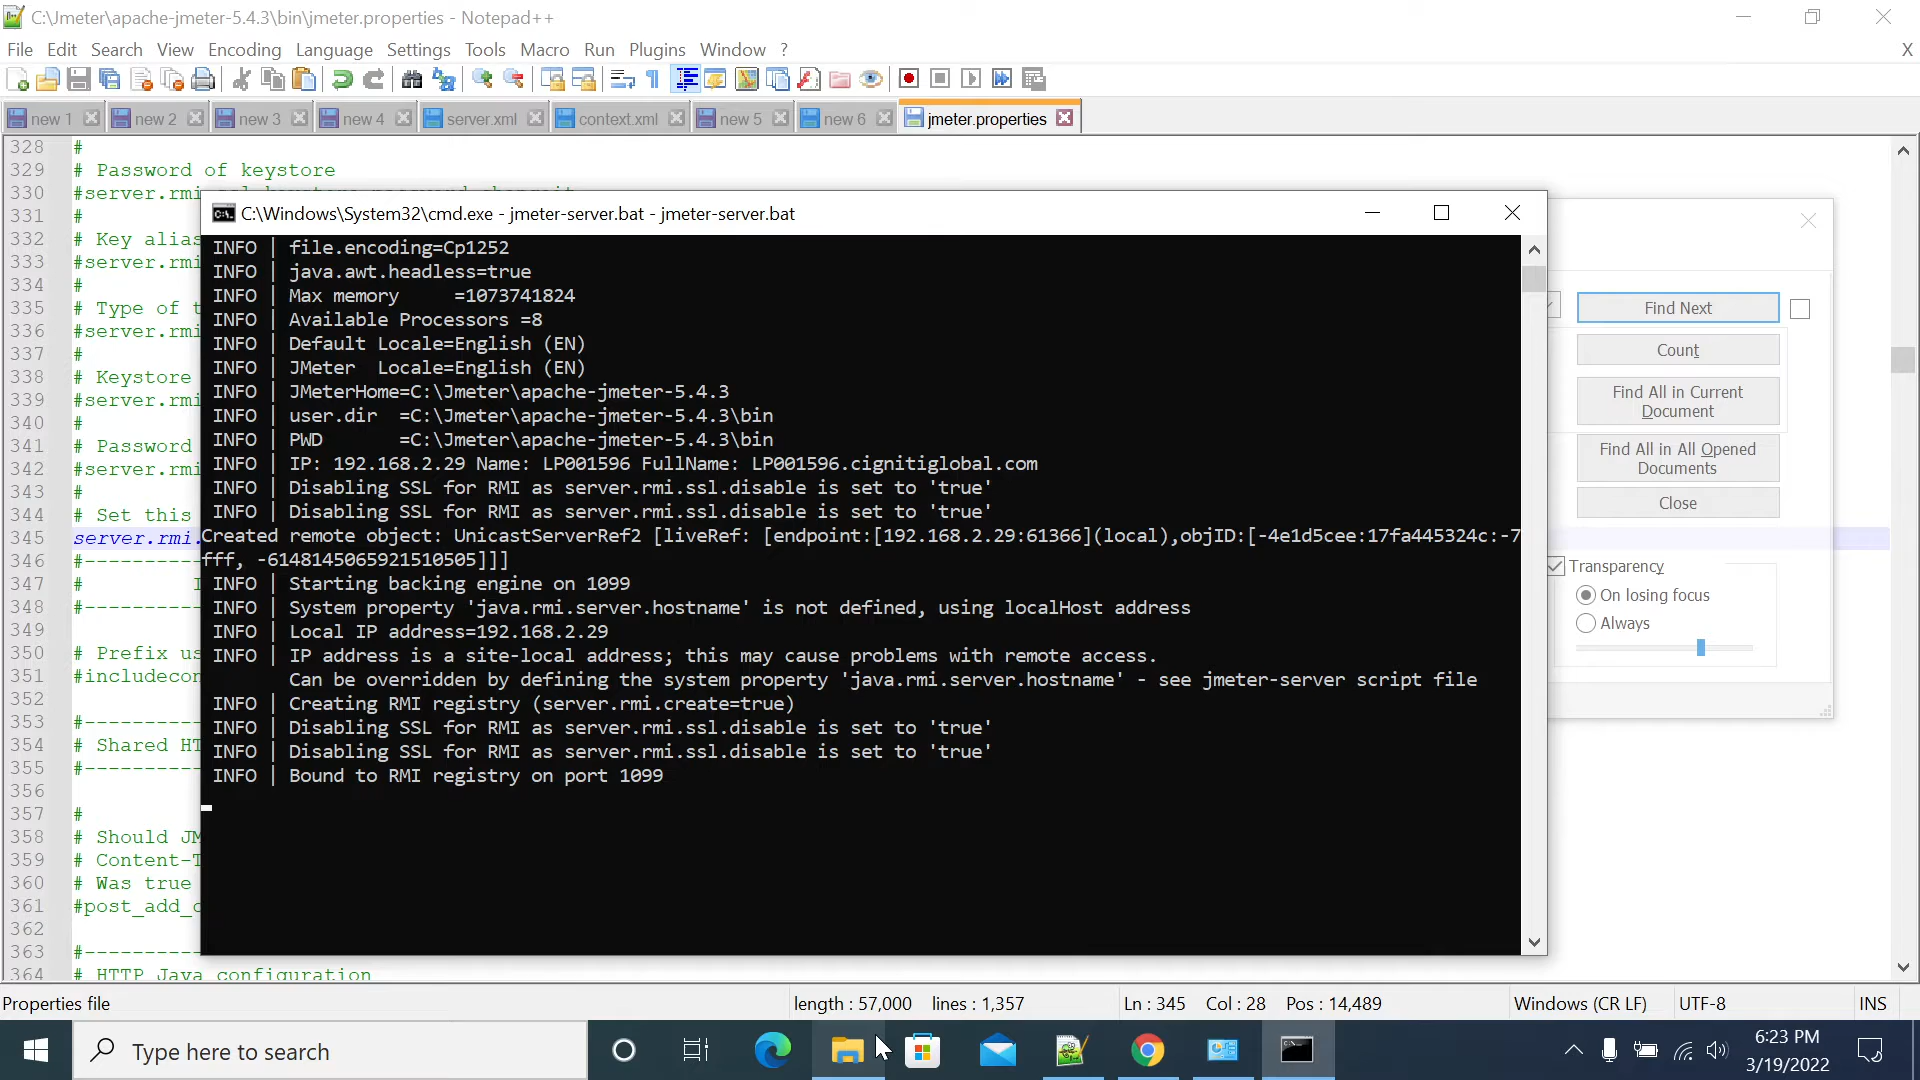 C:\Jmeter\apache-jmeter-5.4.3\bin\jmeter.properties - Notepad++
File Edit Search View Encoding Language Settings Tools Macro Run Plugins Window ? X
new 1 new 2 new 3 new 4 server.xml context.xml new 5 new 6 jmeter.properties
328 #
329 # Password of keystore
330 #server.rmi.ssl.keystore.password=changeit
331 #
332 # Key alias
333 #server.rmi
334 #
335 # Type of t
336 #server.rmi
337 #
338 # Keystore
339 #server.rmi
340 #
341 # Password
342 #server.rmi
343 #
344 # Set this
345 server.rmi.
346 #----------
347 #
348 #----------
349
350 # Prefix us
351 #includecon
352
353 #----------
354 # Shared HT
355 #----------
356
357 #
358 # Should JM
359 # Content-T
360 # Was true
361 #post_add_c
362
363 #----------
364 # HTTP Java configuration
C:\Windows\System32\cmd.exe - jmeter-server.bat - jmeter-server.bat
INFO | file.encoding=Cp1252
INFO | java.awt.headless=true
INFO | Max memory     =1073741824
INFO | Available Processors =8
INFO | Default Locale=English (EN)
INFO | JMeter  Locale=English (EN)
INFO | JMeterHome=C:\Jmeter\apache-jmeter-5.4.3
INFO | user.dir  =C:\Jmeter\apache-jmeter-5.4.3\bin
INFO | PWD       =C:\Jmeter\apache-jmeter-5.4.3\bin
INFO | IP: 192.168.2.29 Name: LP001596 FullName: LP001596.cignitiglobal.com
INFO | Disabling SSL for RMI as server.rmi.ssl.disable is set to 'true'
INFO | Disabling SSL for RMI as server.rmi.ssl.disable is set to 'true'
Created remote object: UnicastServerRef2 [liveRef: [endpoint:[192.168.2.29:61366](local),objID:[-4e1d5cee:17fa445324c:-7
fff, -6148145065921510505]]]
INFO | Starting backing engine on 1099
INFO | System property 'java.rmi.server.hostname' is not defined, using localHost address
INFO | Local IP address=192.168.2.29
INFO | IP address is a site-local address; this may cause problems with remote access.
Can be overridden by defining the system property 'java.rmi.server.hostname' - see jmeter-server script file
INFO | Creating RMI registry (server.rmi.create=true)
INFO | Disabling SSL for RMI as server.rmi.ssl.disable is set to 'true'
INFO | Disabling SSL for RMI as server.rmi.ssl.disable is set to 'true'
INFO | Bound to RMI registry on port 1099
Find Next
Count
Find All in Current
Document
Find All in All Opened
Documents
Close
Transparency
On losing focus
Always
Properties file length : 57,000 lines : 1,357 Ln : 345 Col : 28 Pos : 14,489 Windows (CR LF) UTF-8 INS
Type here to search
6:23 PM
3/19/2022